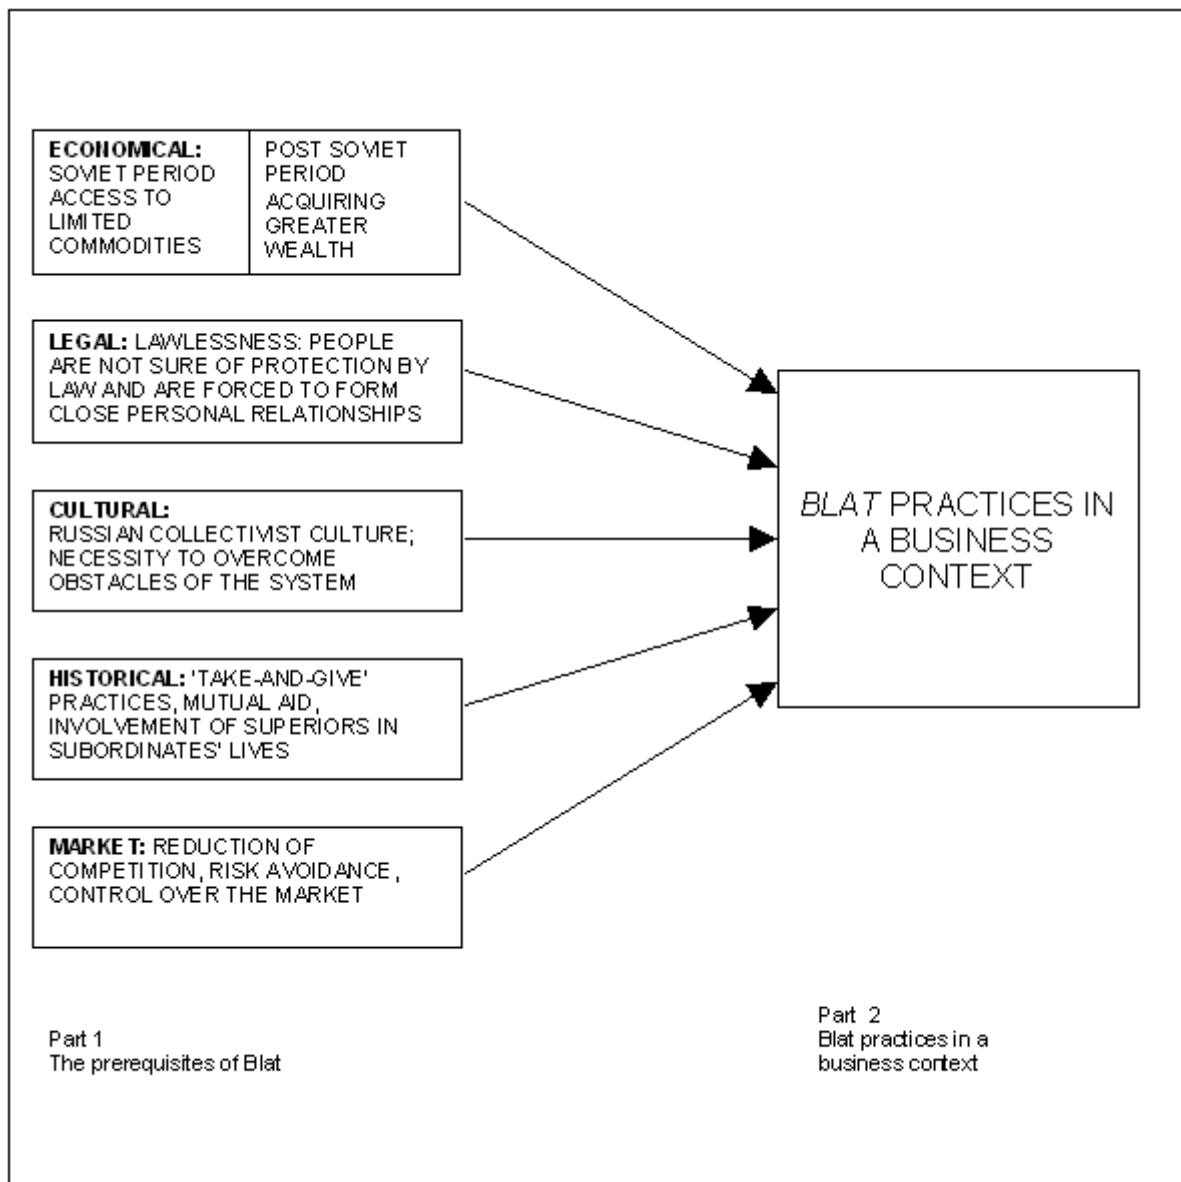 ECONOMICAL:
SOVIET PERIOD
ACCESS TO
LIMITED
COMMODITIES
POST SOVIET
PERIOD
ACQUIRING
GREATER
WEALTH
LEGAL: LAWLESSNESS: PEOPLE
ARE NOT SURE OF PROTECTION BY
LAW AND ARE FORCED TO FORM
CLOSE PERSONAL RELATIONSHIPS
CULTURAL:
RUSSIAN COLLECTIVIST CULTURE;
NECESSITY TO OVERCOME
OBSTACLES OF THE SYSTEM
HISTORICAL: 'TAKE-AND-GIVE'
PRACTICES, MUTUAL AID,
INVOLVEMENT OF SUPERIORS IN
SUBORDINATES' LIVES
MARKET: REDUCTION OF
COMPETITION, RISK AVOIDANCE,
CONTROL OVER THE MARKET
BLAT PRACTICES IN
A BUSINESS
CONTEXT
Part 1
The prerequisites of Blat
Part 2
Blat practices in a
business context